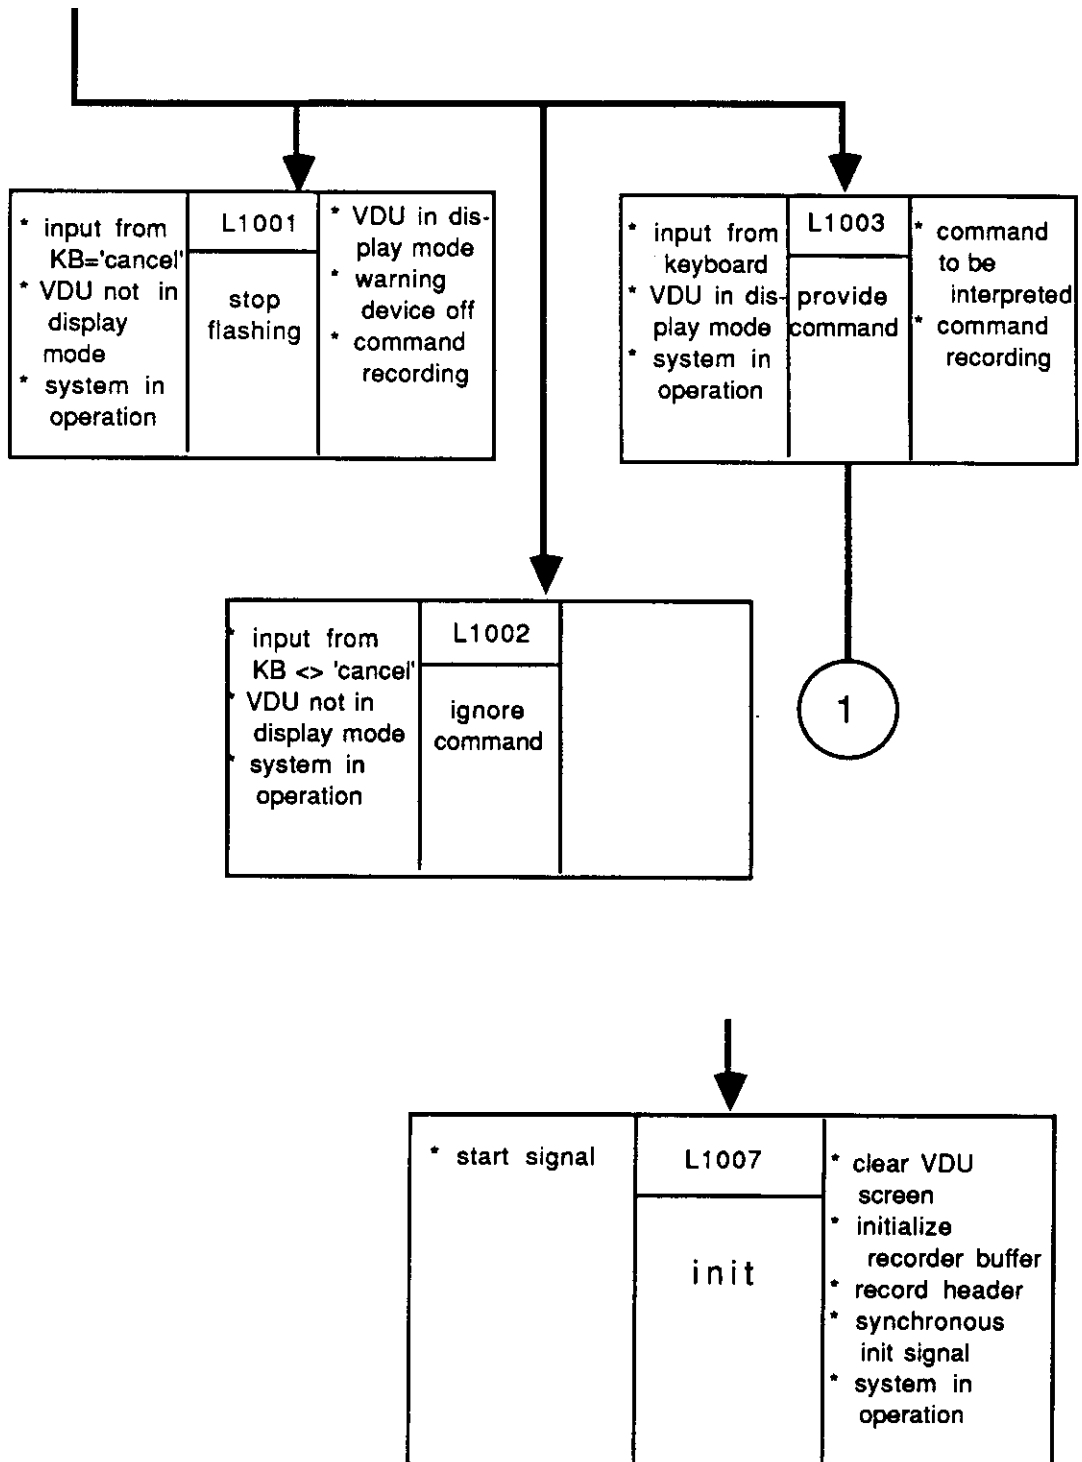 * input from
KB='cancel'
* VDU not in
display
mode
* system in
operation
L1001
stop
flashing
* VDU in dis-
play mode
* warning
device off
* command
recording
* input from
keyboard
* VDU in dis-
play mode
* system in
operation
L1003
provide
command
* command
to be
interpreted
* command
recording
* input from
KB <> 'cancel'
* VDU not in
display mode
* system in
operation
L1002
ignore
command
1
* start signal
L1007
init
* clear VDU
screen
* initialize
recorder buffer
* record header
* synchronous
init signal
* system in
operation